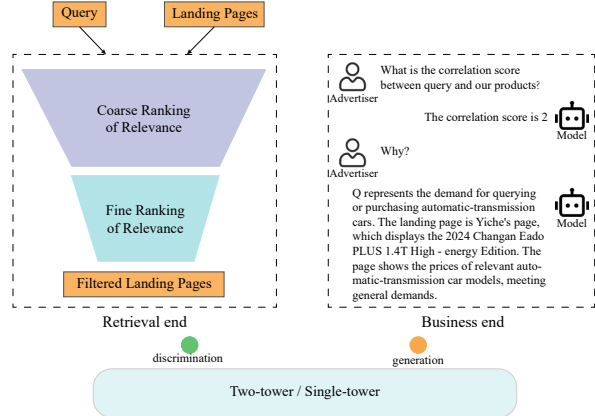 Query
Landing Pages
Coarse Ranking
of Relevance
Fine Ranking
of Relevance
Filtered Landing Pages
Retrieval end
What is the correlation score
between query and our products?
Advertiser
The correlation score is 2
Model
Why?
Advertiser
Q represents the demand for querying
or purchasing automatic-transmission
cars. The landing page is Yiche's page,
which displays the 2024 Changan Eado
PLUS 1.4T High - energy Edition. The
page shows the prices of relevant auto-
matic-transmission car models, meeting
general demands.
Model
Business end
discrimination
generation
Two-tower / Single-tower